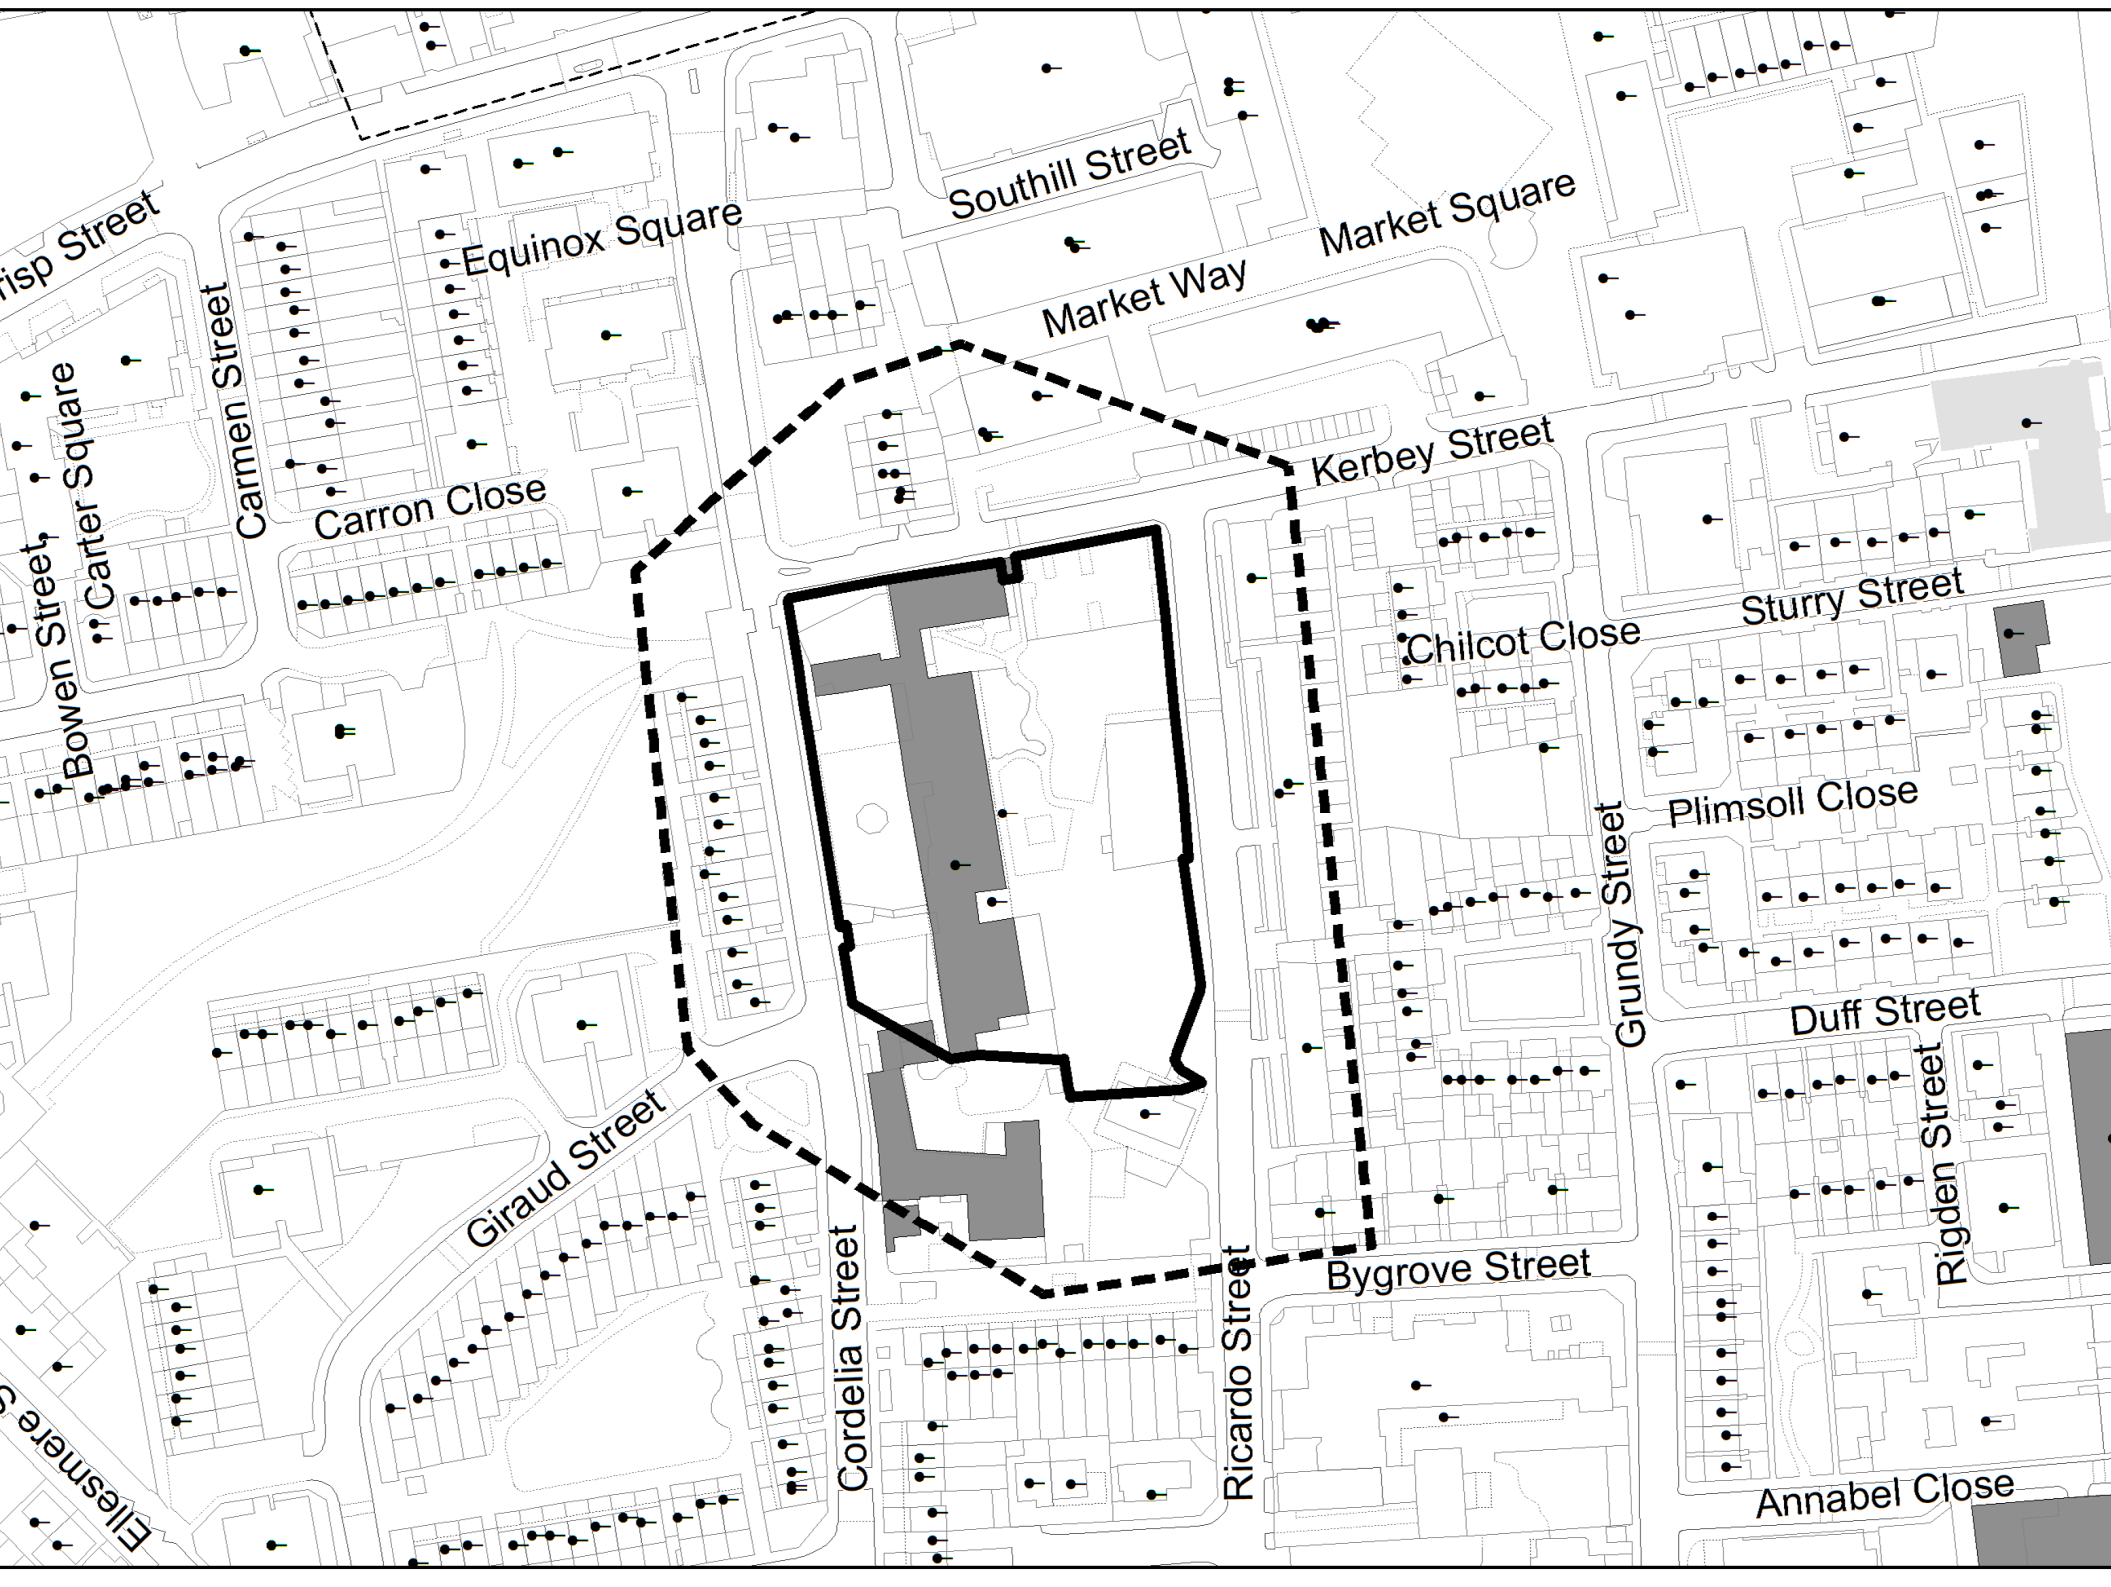 Southill Street
Market Square
risp Street
Equinox Square
Market Way
Carmen Street
Kerbey Street
Carter Square
Carron Close
Sturry Street
Chilcot Close
Bowen Street
Plimsoll Close
Grundy Street
Duff Street
Giraud Street
Rigden Street
Bygrove Street
Cordelia Street
Ricardo Street
Ellesmere S
Annabel Close